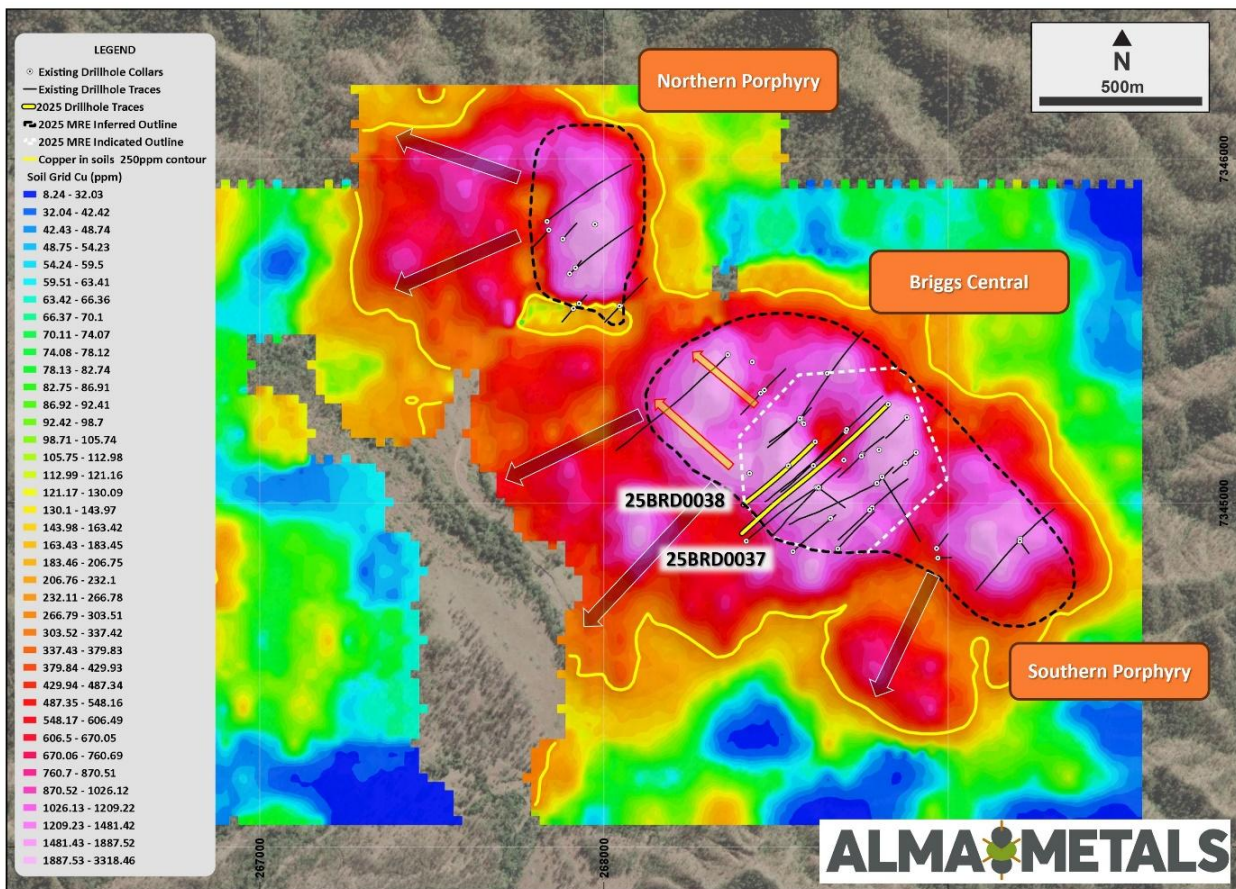 LEGEND
Existing Drillhole Collars
Existing Drillhole Traces
2025 Drillhole Traces
2025 MRE Inferred Outline
2025 MRE Indicated Outline
Copper in soils 250ppm contour
Soil Grid Cu (ppm)
8.24 - 32.03
32.04 - 42.42
42.43 - 48.74
48.75 - 54.23
54.24 - 59.5
59.51 - 63.41
63.42 - 66.36
66.37 - 70.1
70.11 - 74.07
74.08 - 78.12
78.13 - 82.74
82.75 - 86.91
86.92 - 92.41
92.42 - 98.7
98.71 - 105.74
105.75 - 112.98
112.99 - 121.16
121.17 - 130.09
130.1 - 143.97
143.98 - 163.42
163.43 - 183.45
183.46 - 206.75
206.76 - 232.1
232.11 - 266.78
266.79 - 303.51
303.52 - 337.42
337.43 - 379.83
379.84 - 429.93
429.94 - 487.34
487.35 - 548.16
548.17 - 606.49
606.5 - 670.05
670.06 - 760.69
760.7 - 870.51
870.52 - 1026.12
1026.13 - 1209.22
1209.23 - 1481.42
1481.43 - 1887.52
1887.53 - 3318.46
Northern Porphyry
N
500m
7346000
Briggs Central
25BRD0038
7345000
25BRD0037
Southern Porphyry
267000
268000
ALMA METALS